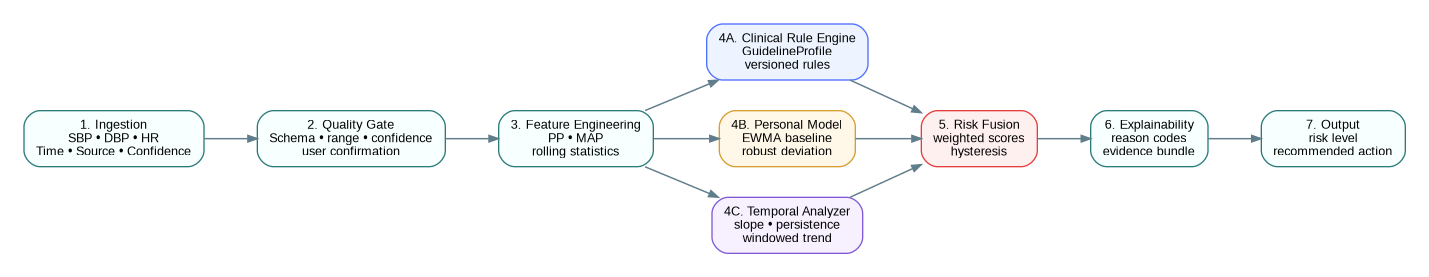 1. Ingestion
SBP • DBP • HR
Time • Source • Confidence
2. Quality Gate
Schema • range • confidence
user confirmation
3. Feature Engineering
PP • MAP
rolling statistics
4A. Clinical Rule Engine
GuidelineProfile
versioned rules
4B. Personal Model
EWMA baseline
robust deviation
4C. Temporal Analyzer
slope • persistence
windowed trend
5. Risk Fusion
weighted scores
hysteresis
6. Explainability
reason codes
evidence bundle
7. Output
risk level
recommended action